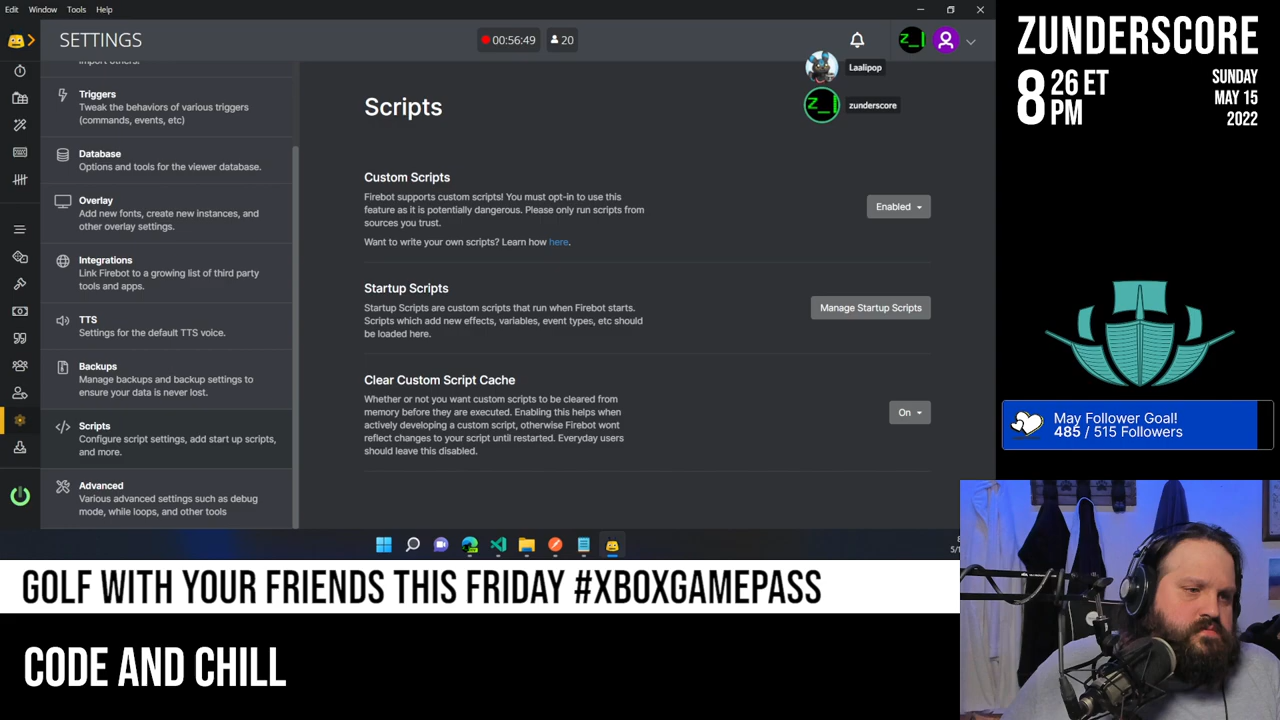 Edit Window Tools Help
SETTINGS
00:56:49
20
Laalipop
z_|
zunderscore
Triggers
Tweak the behaviors of various triggers
(commands, events, etc)
Database
Options and tools for the viewer database.
Overlay
Add new fonts, create new instances, and
other overlay settings.
Integrations
Link Firebot to a growing list of third party
tools and apps.
TTS
Settings for the default TTS voice.
Backups
Manage backups and backup settings to
ensure your data is never lost.
Scripts
Configure script settings, add start up scripts,
and more.
Advanced
Various advanced settings such as debug
mode, while loops, and other tools
Scripts
Custom Scripts
Firebot supports custom scripts! You must opt-in to use this
feature as it is potentially dangerous. Please only run scripts from
sources you trust.
Want to write your own scripts? Learn how here.
Enabled
Startup Scripts
Startup Scripts are custom scripts that run when Firebot starts.
Scripts which add new effects, variables, event types, etc should
be loaded here.
Manage Startup Scripts
Clear Custom Script Cache
Whether or not you want custom scripts to be cleared from
memory before they are executed. Enabling this helps when
actively developing a custom script, otherwise Firebot wont
reflect changes to your script until restarted. Everyday users
should leave this disabled.
On
ZUNDERSCORE
8 26 ET
PM
SUNDAY
MAY 15
2022
May Follower Goal!
485 / 515 Followers
GOLF WITH YOUR FRIENDS THIS FRIDAY #XBOXGAMEPASS
CODE AND CHILL